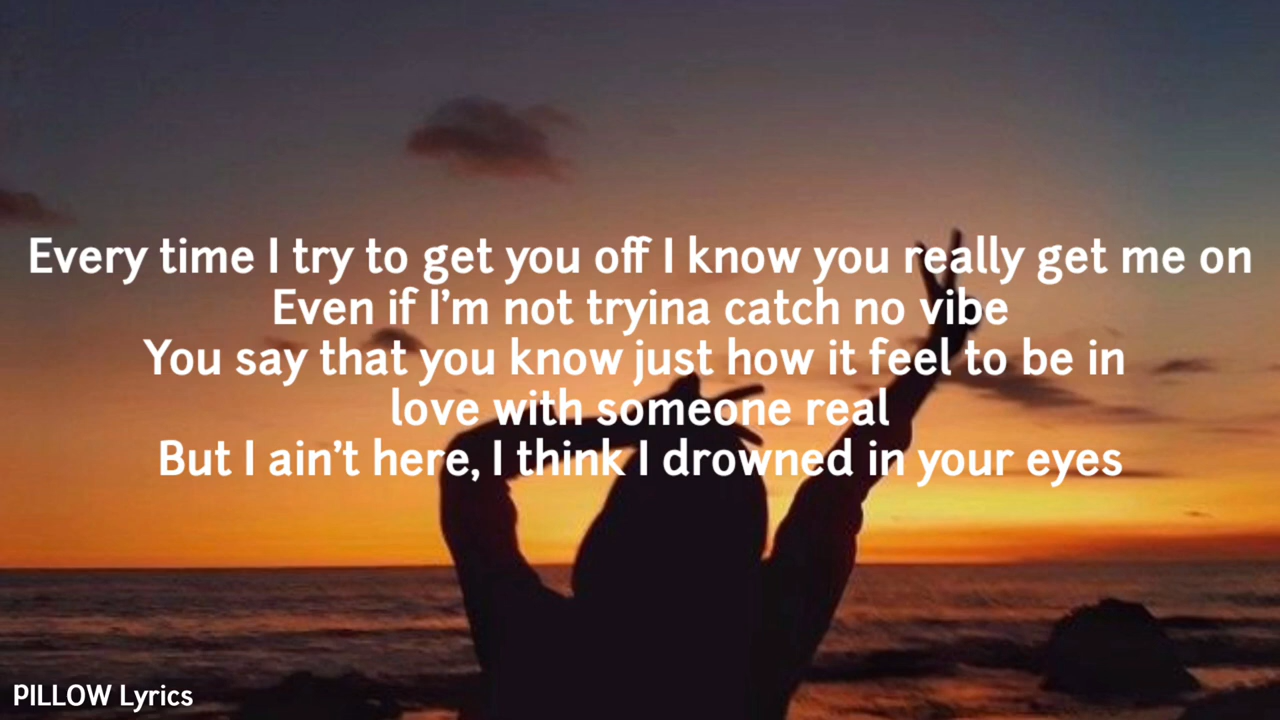 Every time I try to get you off I know you really get me on
Even if I'm not tryina catch no vibe
You say that you know just how it feel to be in
love with someone real
But I ain't here, I think I drowned in your eyes
PILLOW Lyrics